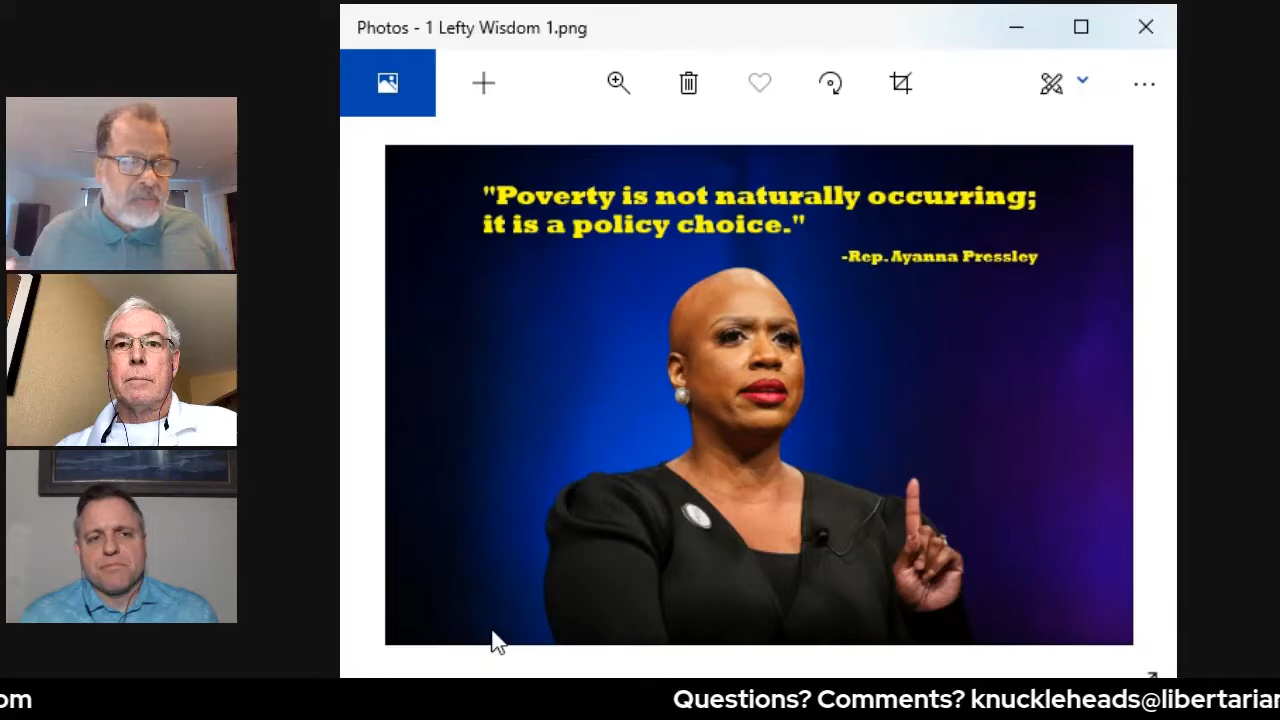 Photos - 1 Lefty Wisdom 1.png
"Poverty is not naturally occurring;
it is a policy choice."
-Rep. Ayanna Pressley
om
Questions? Comments? knuckleheads@libertarian